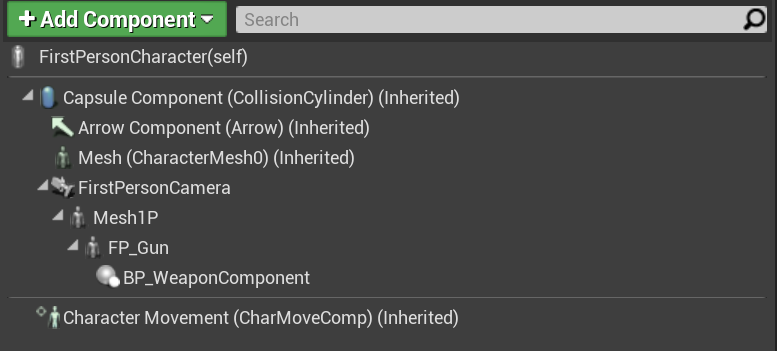 + Add Component
Search
FirstPersonCharacter(self)
Capsule Component (CollisionCylinder) (Inherited)
Arrow Component (Arrow) (Inherited)
Mesh (CharacterMesh0) (Inherited)
FirstPersonCamera
Mesh1P
FP_Gun
BP_WeaponComponent
Character Movement (CharMoveComp) (Inherited)